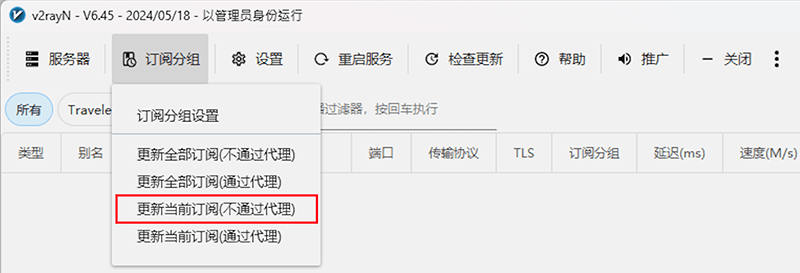 v2rayN - V6.45 - 2024/05/18 - 以管理员身份运行
服务器 订阅分组 设置 重启服务 检查更新 帮助 推广 关闭
所有 Travele 器过滤器，按回车执行
订阅分组设置
类型 别名 端口 传输协议 TLS 订阅分组 延迟(ms) 速度(M/s)
更新全部订阅(不通过代理)
更新全部订阅(通过代理)
更新当前订阅(不通过代理)
更新当前订阅(通过代理)